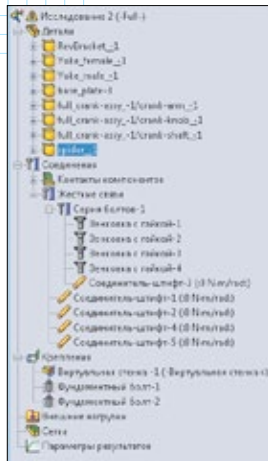 Исследование 2 (-Full-)
Детали
RevBracket_-1
Yoke_female_-1
Yoke_male_-1
base_plate-4
full_crank-assy_-1/crank-arm_-1
full_crank-assy_-1/crank-knob_-1
full_crank-assy_-1/crank-shaft_-1
spider_-1
Соединения
Контакты компонентов
Жесткие связи
Серия болтов-1
Зенковка с гайкой-1
Зенковка с гайкой-2
Зенковка с гайкой-3
Зенковка с гайкой-4
Соединитель-штифт-3 (:0 N·m/rad:)
Соединитель-штифт-1 (:0 N·m/rad:)
Соединитель-штифт-2 (:0 N·m/rad:)
Соединитель-штифт-4 (:0 N·m/rad:)
Соединитель-штифт-5 (:0 N·m/rad:)
Крепления
Виртуальная стенка -1 (-Виртуальная стенка<
Фундаментный болт-1
Фундаментный болт-2
Внешние нагрузки
Сетка
Параметры результатов